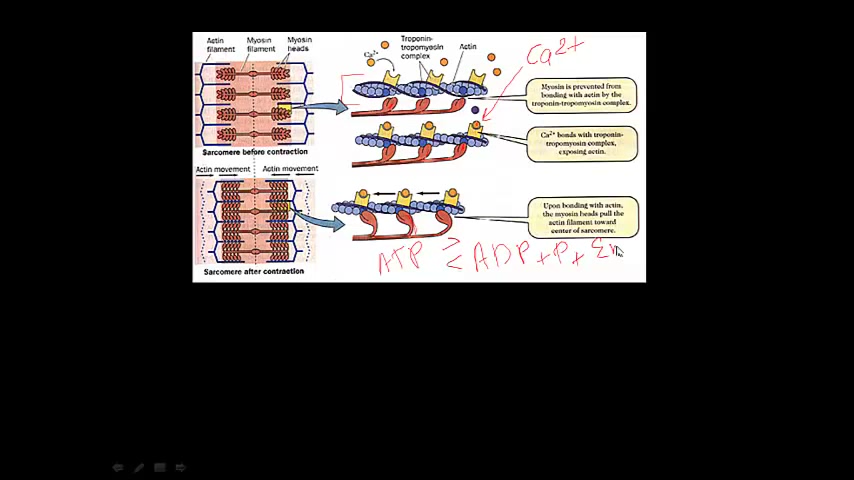 Actin
filament
Myosin
filament
Myosin
heads
Sarcomere before contraction
Actin movement
Actin movement
Sarcomere after contraction
Ca2+
Troponin-
tropomyosin
complex
Actin
Ca2+
Myosin is prevented from
bonding with actin by the
troponin-tropomyosin complex.
Ca2+ bonds with troponin-
tropomyosin complex,
exposing actin.
Upon bonding with actin,
the myosin heads pull the
actin filament toward
center of sarcomere.
ATP ⇌ ADP + P +